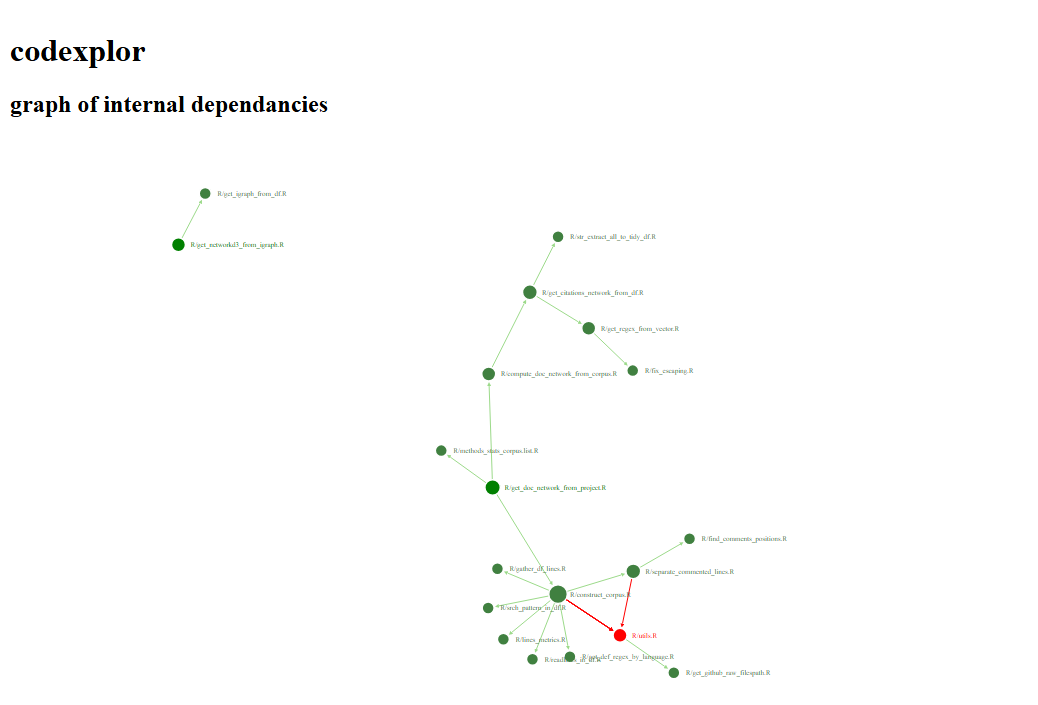 codexplor
graph of internal dependancies
R/get_igraph_from_df.R
R/get_networkd3_from_igraph.R
R/str_extract_all_to_tidy_df.R
R/get_citations_network_from_df.R
R/get_regex_from_vector.R
R/compute_doc_network_from_corpus.R
R/fix_escaping.R
R/methods_stats_corpus.list.R
R/get_doc_network_from_project.R
R/find_comments_positions.R
R/gather_df_lines.R
R/separate_commented_lines.R
R/construct_corpus.R
R/srch_pattern_in_df.R
R/utils.R
R/lines_metrics.R
R/get_def_regex_by_language.R
R/get_github_raw_filespath.R